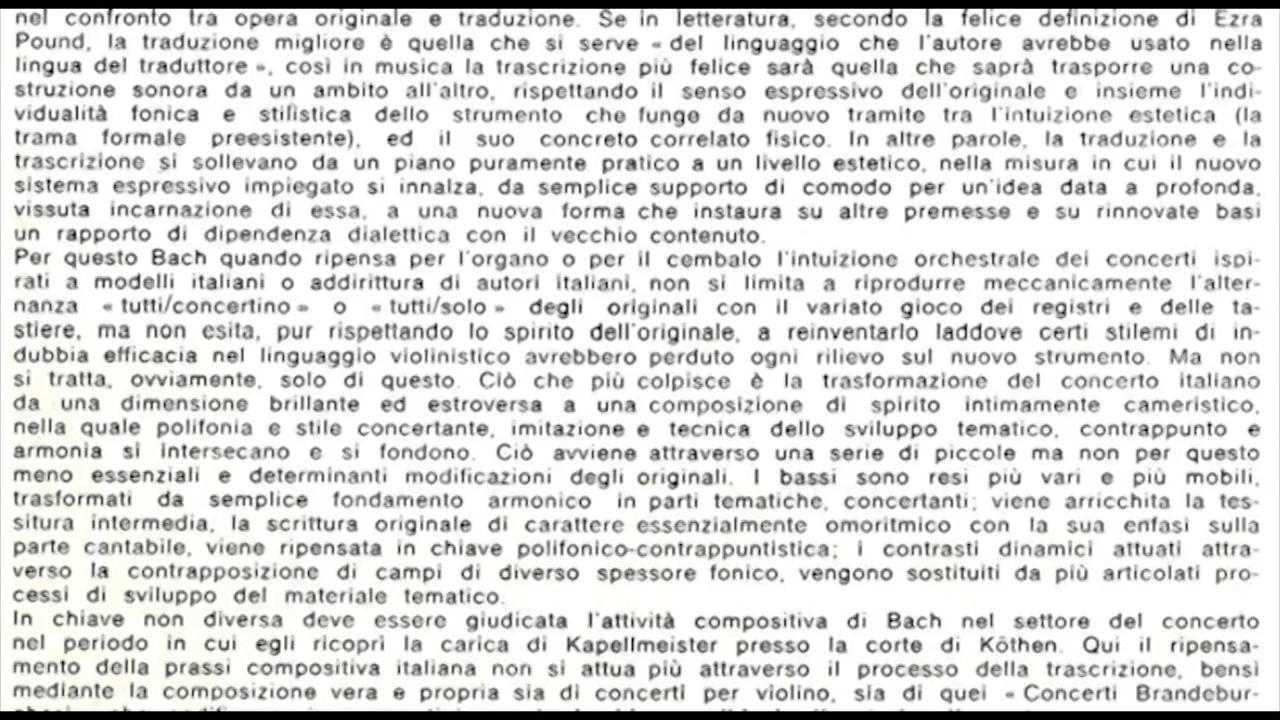 nel confronto tra opera originale e traduzione. Se in letteratura, secondo la felice definizione di Ezra
Pound, la traduzione migliore è quella che si serve « del linguaggio che l'autore avrebbe usato nella
lingua del traduttore », così in musica la trascrizione più felice sarà quella che saprà trasporre una co-
struzione sonora da un ambito all'altro, rispettando il senso espressivo dell'originale e insieme l'indi-
vidualità fonica e stilistica dello strumento che funge da nuovo tramite tra l'intuizione estetica (la
trama formale preesistente), ed il suo concreto correlato fisico. In altre parole, la traduzione e la
trascrizione si sollevano da un piano puramente pratico a un livello estetico, nella misura in cui il nuovo
sistema espressivo impiegato si innalza, da semplice supporto di comodo per un'idea data a profonda,
vissuta incarnazione di essa, a una nuova forma che instaura su altre premesse e su rinnovate basi
un rapporto di dipendenza dialettica con il vecchio contenuto.
Per questo Bach quando ripensa per l'organo o per il cembalo l'intuizione orchestrale dei concerti ispi-
rati a modelli italiani o addirittura di autori italiani, non si limita a riprodurre meccanicamente l'alter-
nanza « tutti/concertino » o « tutti/solo » degli originali con il variato gioco dei registri e delle ta-
stiere, ma non esita, pur rispettando lo spirito dell'originale, a reinventarlo laddove certi stilemi di in-
dubbia efficacia nel linguaggio violinistico avrebbero perduto ogni rilievo sul nuovo strumento. Ma non
si tratta, ovviamente, solo di questo. Ciò che più colpisce è la trasformazione del concerto italiano
da una dimensione brillante ed estroversa a una composizione di spirito intimamente cameristico,
nella quale polifonia e stile concertante, imitazione e tecnica dello sviluppo tematico, contrappunto e
armonia si intersecano e si fondono. Ciò avviene attraverso una serie di piccole ma non per questo
meno essenziali e determinanti modificazioni degli originali. I bassi sono resi più vari e più mobili,
trasformati da semplice fondamento armonico in parti tematiche, concertanti; viene arricchita la tes-
situra intermedia, la scrittura originale di carattere essenzialmente omoritmico con la sua enfasi sulla
parte cantabile, viene ripensata in chiave polifonico-contrappuntistica; i contrasti dinamici attuati attra-
verso la contrapposizione di campi di diverso spessore fonico, vengono sostituiti da più articolati pro-
cessi di sviluppo del materiale tematico.
In chiave non diversa deve essere giudicata l'attività compositiva di Bach nel settore del concerto
nel periodo in cui egli ricoprì la carica di Kapellmeister presso la corte di Köthen. Qui il ripensa-
mento della prassi compositiva italiana non si attua più attraverso il processo della trascrizione, bensì
mediante la composizione vera e propria sia di concerti per violino, sia di quei « Concerti Brandebur-